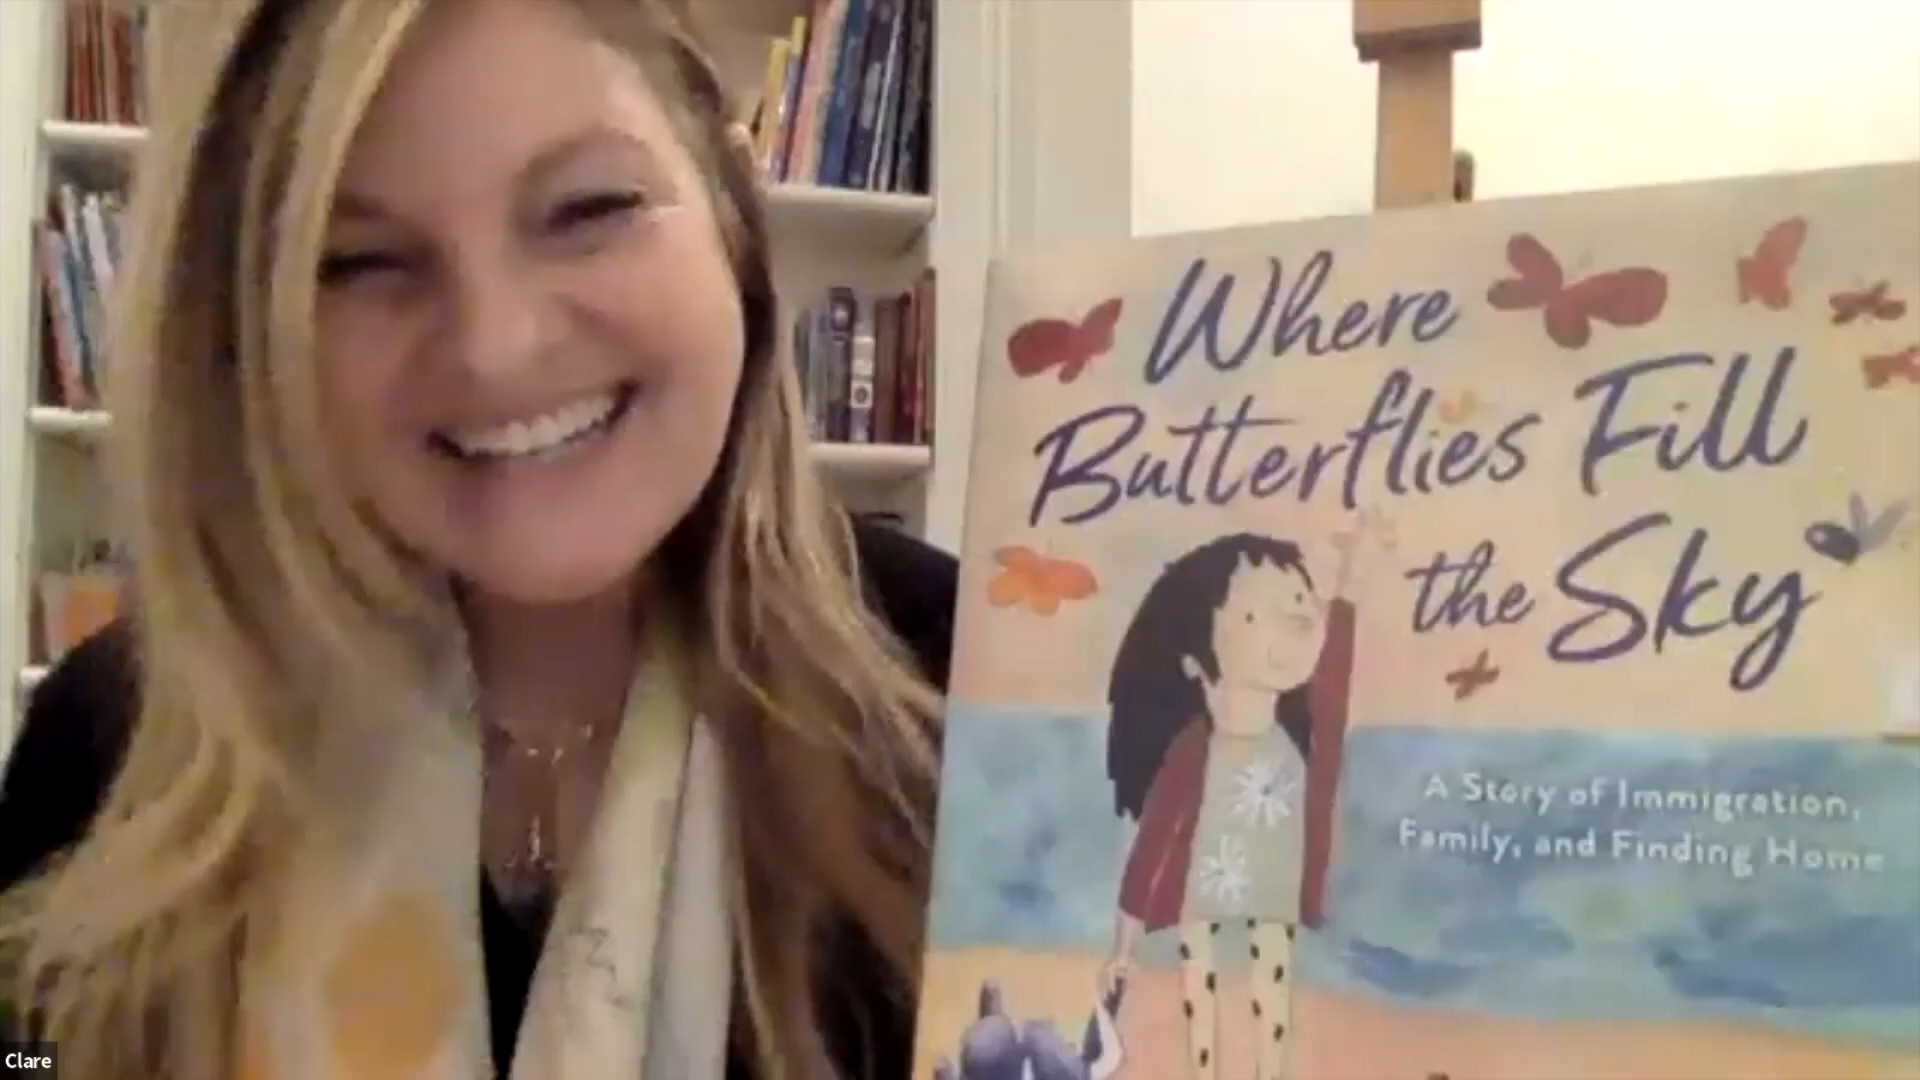 Where
Butterflies Fill
the Sky
A Story of Immigration,
Family, and Finding Home
Clare